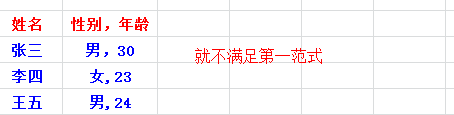 姓名 性别，年龄
张三 男，30
就不满足第一范式
李四 女,23
王五 男,24